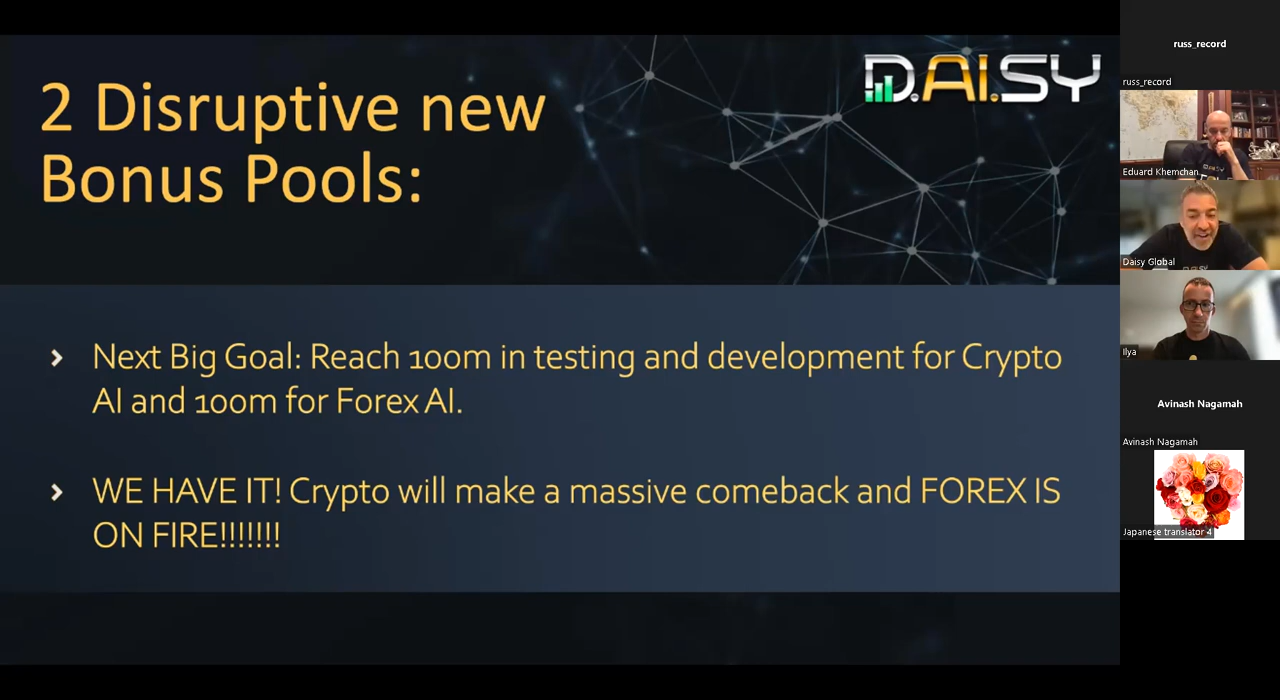 D.AI.SY
2 Disruptive new
Bonus Pools:
Next Big Goal: Reach 100m in testing and development for Crypto
AI and 100m for Forex AI.
WE HAVE IT! Crypto will make a massive comeback and FOREX IS
ON FIRE!!!!!!!
russ_record
russ_record
Eduard Khemchan
Daisy Global
Ilya
Avinash Nagamah
Avinash Nagamah
Japanese translator 4